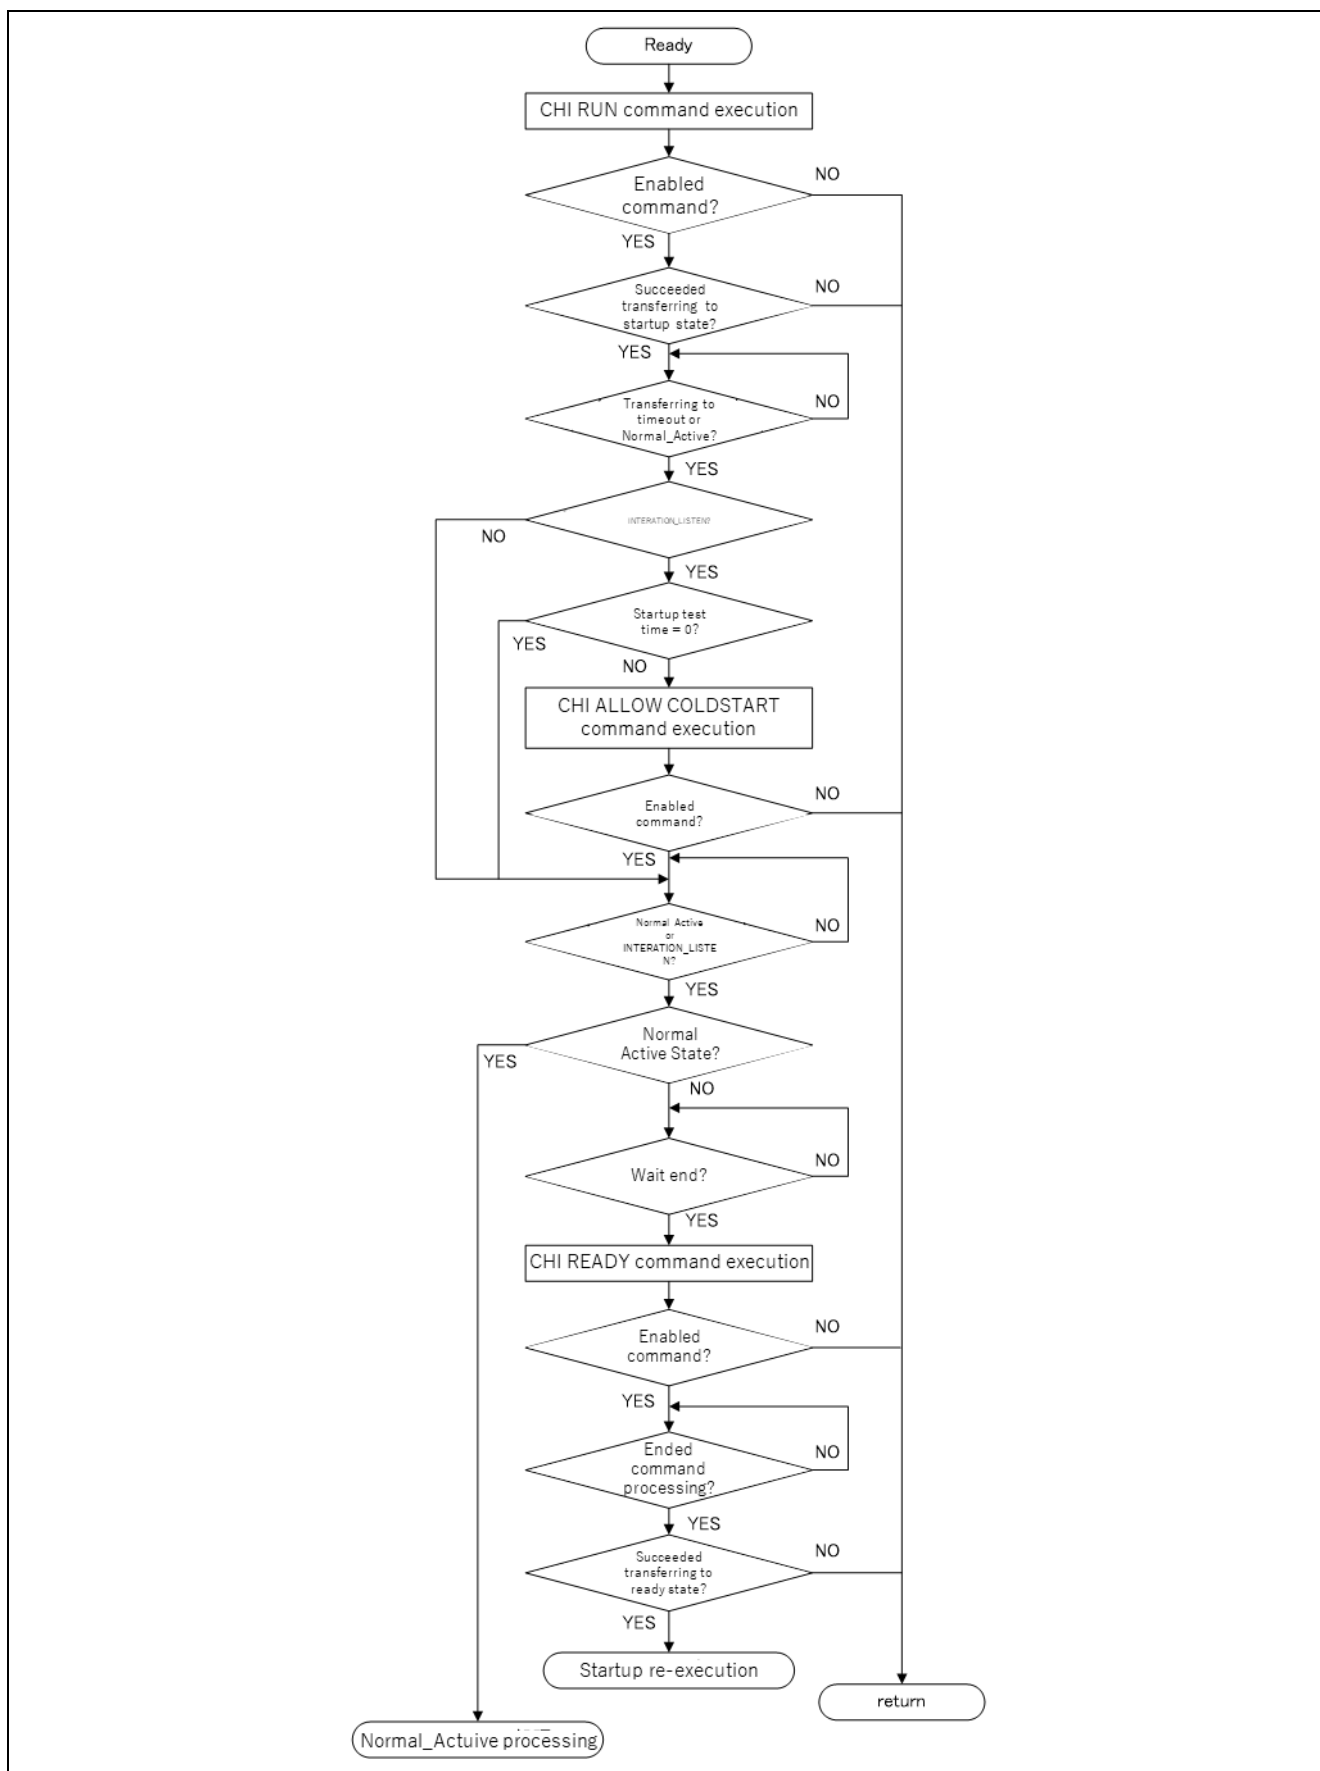 Ready
CHI RUN command execution
Enabled
command?
NO
YES
Succeeded
transferring to
startup state?
NO
YES
Transferring to
timeout or
Normal_Active?
NO
YES
INTERATION_LISTEN?
NO
YES
Startup test
time = 0?
YES
NO
CHI ALLOW COLDSTART
command execution
Enabled
command?
NO
YES
Normal Active
or
INTERATION_LISTE
N?
NO
YES
Normal
Active State?
YES
NO
Wait end?
NO
YES
CHI READY command execution
Enabled
command?
NO
YES
Ended
command
processing?
NO
YES
Succeeded
transferring to
ready state?
NO
YES
Startup re-execution
return
Normal_Actuive processing